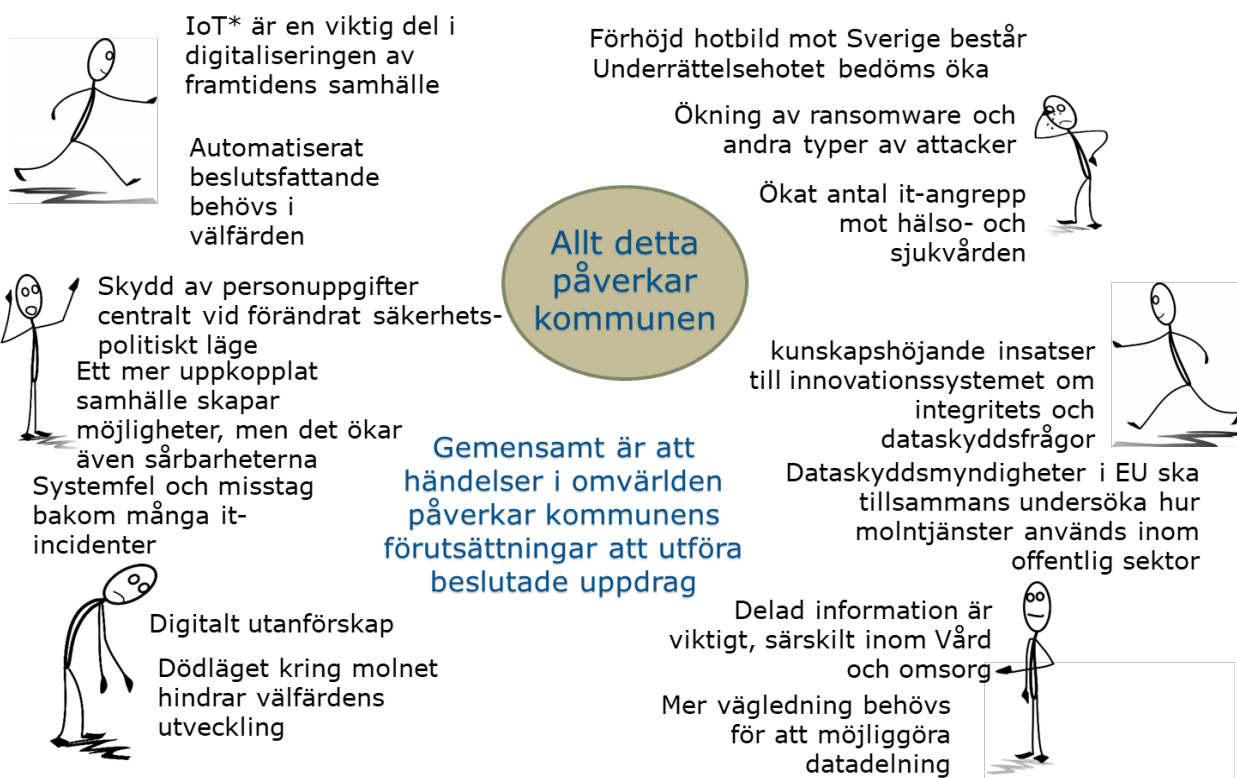 IoT* är en viktig del i
digitaliseringen av
framtidens samhälle
Automatiserat
beslutsfattande
behövs i
välfärden
Skydd av personuppgifter
centralt vid förändrat säkerhets-
politiskt läge
Ett mer uppkopplat
samhälle skapar
möjligheter, men det ökar
även sårbarheterna
Systemfel och misstag
bakom många it-
incidenter
Digitalt utanförskap
Dödläget kring molnet
hindrar välfärdens
utveckling
Allt detta
påverkar
kommunen
Gemensamt är att
händelser i omvärlden
påverkar kommunens
förutsättningar att utföra
beslutade uppdrag
Förhöjd hotbild mot Sverige består
Underrättelsehotet bedöms öka
Ökning av ransomware och
andra typer av attacker
Ökat antal it-angrepp
mot hälso- och
sjukvården
kunskapshöjande insatser
till innovationssystemet om
integritets och
dataskyddsfrågor
Dataskyddsmyndigheter i EU ska
tillsammans undersöka hur
molntjänster används inom
offentlig sektor
Delad information är
viktigt, särskilt inom Vård
och omsorg
Mer vägledning behövs
för att möjliggöra
datadelning